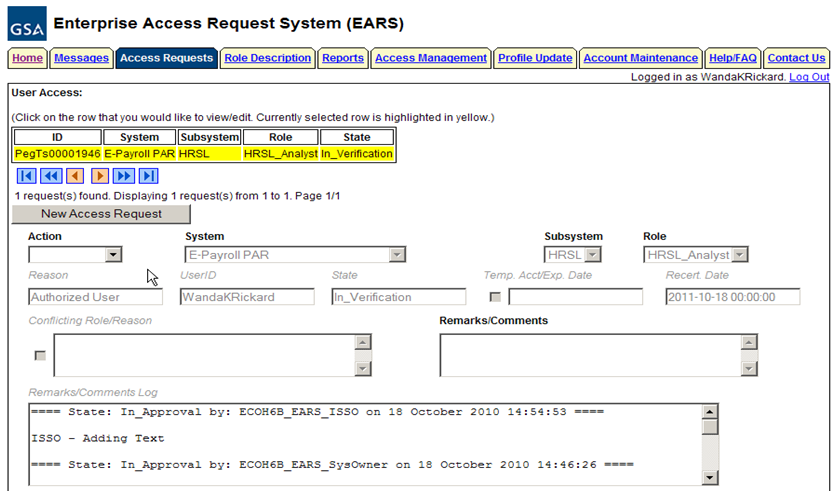 GSA Enterprise Access Request System (EARS)
Home Messages Access Requests Role Description Reports Access Management Profile Update Account Maintenance Help/FAQ Contact Us
Logged in as WandaKRickard. Log Out
User Access:
(Click on the row that you would like to view/edit. Currently selected row is highlighted in yellow.)
ID System Subsystem Role State
PegTs00001946 E-Payroll PAR HRSL HRSL_Analyst In_Verification
1 request(s) found. Displaying 1 request(s) from 1 to 1. Page 1/1
New Access Request
Action System Subsystem Role
E-Payroll PAR HRSL HRSL_Analyst
Reason UserID State Temp. Acct/Exp. Date Recert. Date
Authorized User WandaKRickard In_Verification 2011-10-18 00:00:00
Conflicting Role/Reason Remarks/Comments
Remarks/Comments Log
==== State: In_Approval by: ECOH6B_EARS_ISSO on 18 October 2010 14:54:53 ====
ISSO - Adding Text
==== State: In_Approval by: ECOH6B_EARS_SysOwner on 18 October 2010 14:46:26 ====